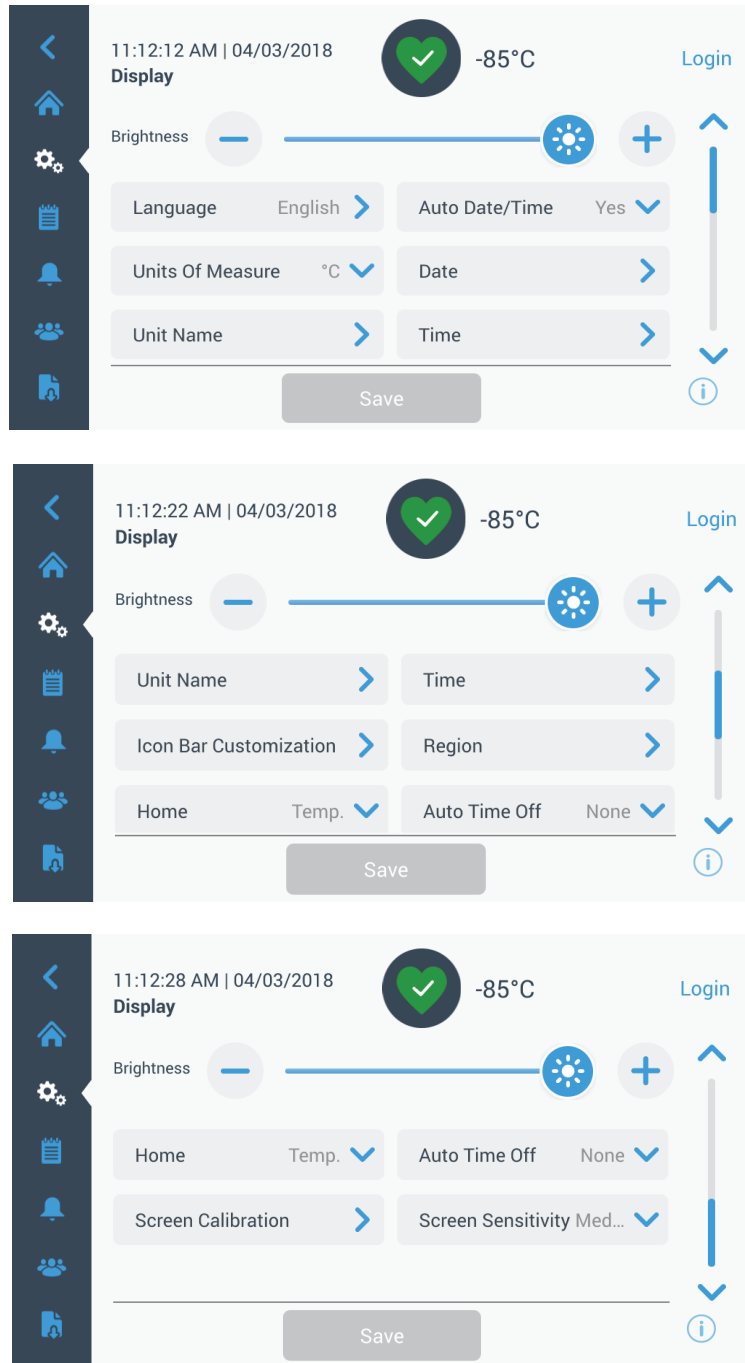 11:12:12 AM | 04/03/2018
-85°C
Login
Display
Brightness
Language English
Auto Date/Time Yes
Units Of Measure °C
Date
Unit Name
Time
Save
11:12:22 AM | 04/03/2018
-85°C
Login
Display
Brightness
Unit Name
Time
Icon Bar Customization
Region
Home Temp.
Auto Time Off None
Save
11:12:28 AM | 04/03/2018
-85°C
Login
Display
Brightness
Home Temp.
Auto Time Off None
Screen Calibration
Screen Sensitivity Med...
Save